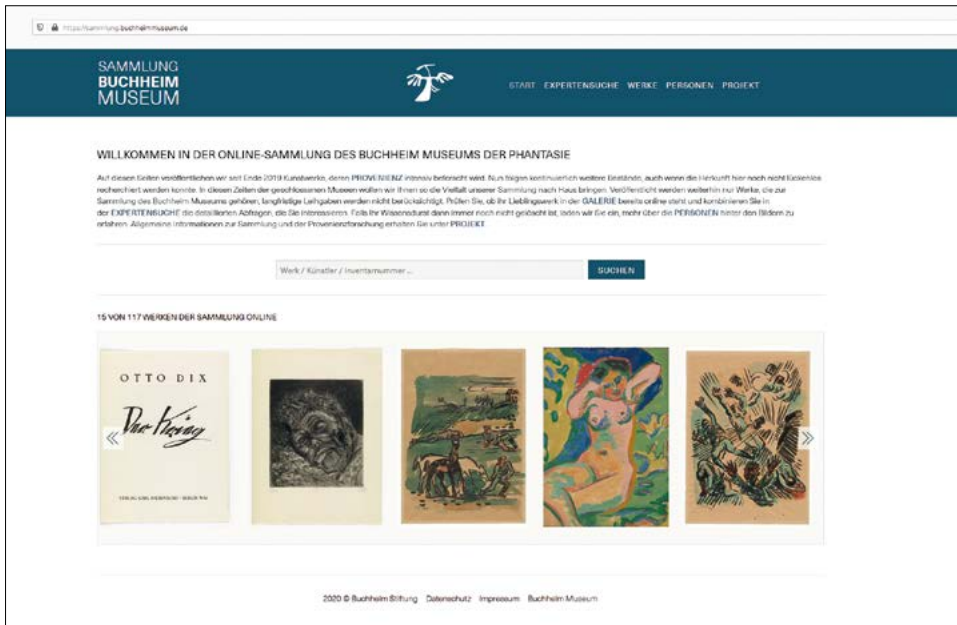 https://sammlung.buchheimmuseum.de
SAMMLUNG
BUCHHEIM
MUSEUM
START EXPERTENSUCHE WERKE PERSONEN PROJEKT
WILLKOMMEN IN DER ONLINE-SAMMLUNG DES BUCHHEIM MUSEUMS DER PHANTASIE
Auf diesen Seiten veröffentlichen wir seit Ende 2019 Kunstwerke, deren PROVENIENZ intensiv beforscht wird. Nun folgen kontinuierlich weitere Bestände, auch wenn die Herkunft hier noch nicht lückenlos
recherchiert werden konnte. In diesen Zeiten der geschlossenen Museen wollen wir Ihnen so die Vielfalt unserer Sammlung nach Haus bringen. Veröffentlicht werden weiterhin nur Werke, die zur
Sammlung des Buchheim Museums gehören, langfristige Leihgaben werden nicht berücksichtigt. Prüfen Sie, ob Ihr Lieblingswerk in der GALERIE bereits online steht und kombinieren Sie in
der EXPERTENSUCHE die detaillierten Abfragen, die Sie interessieren. Falls Ihr Wissensdurst dann immer noch nicht gelöscht ist, laden wir Sie ein, mehr über die PERSONEN hinter den Bildern zu
erfahren. Allgemeine Informationen zur Sammlung und der Provenienzforschung erhalten Sie unter PROJEKT.
Werk / Künstler / Inventarnummer ...
SUCHEN
15 VON 117 WERKEN DER SAMMLUNG ONLINE
OTTO DIX
Der Krieg
2020 © Buchheim Stiftung Datenschutz Impressum Buchheim Museum